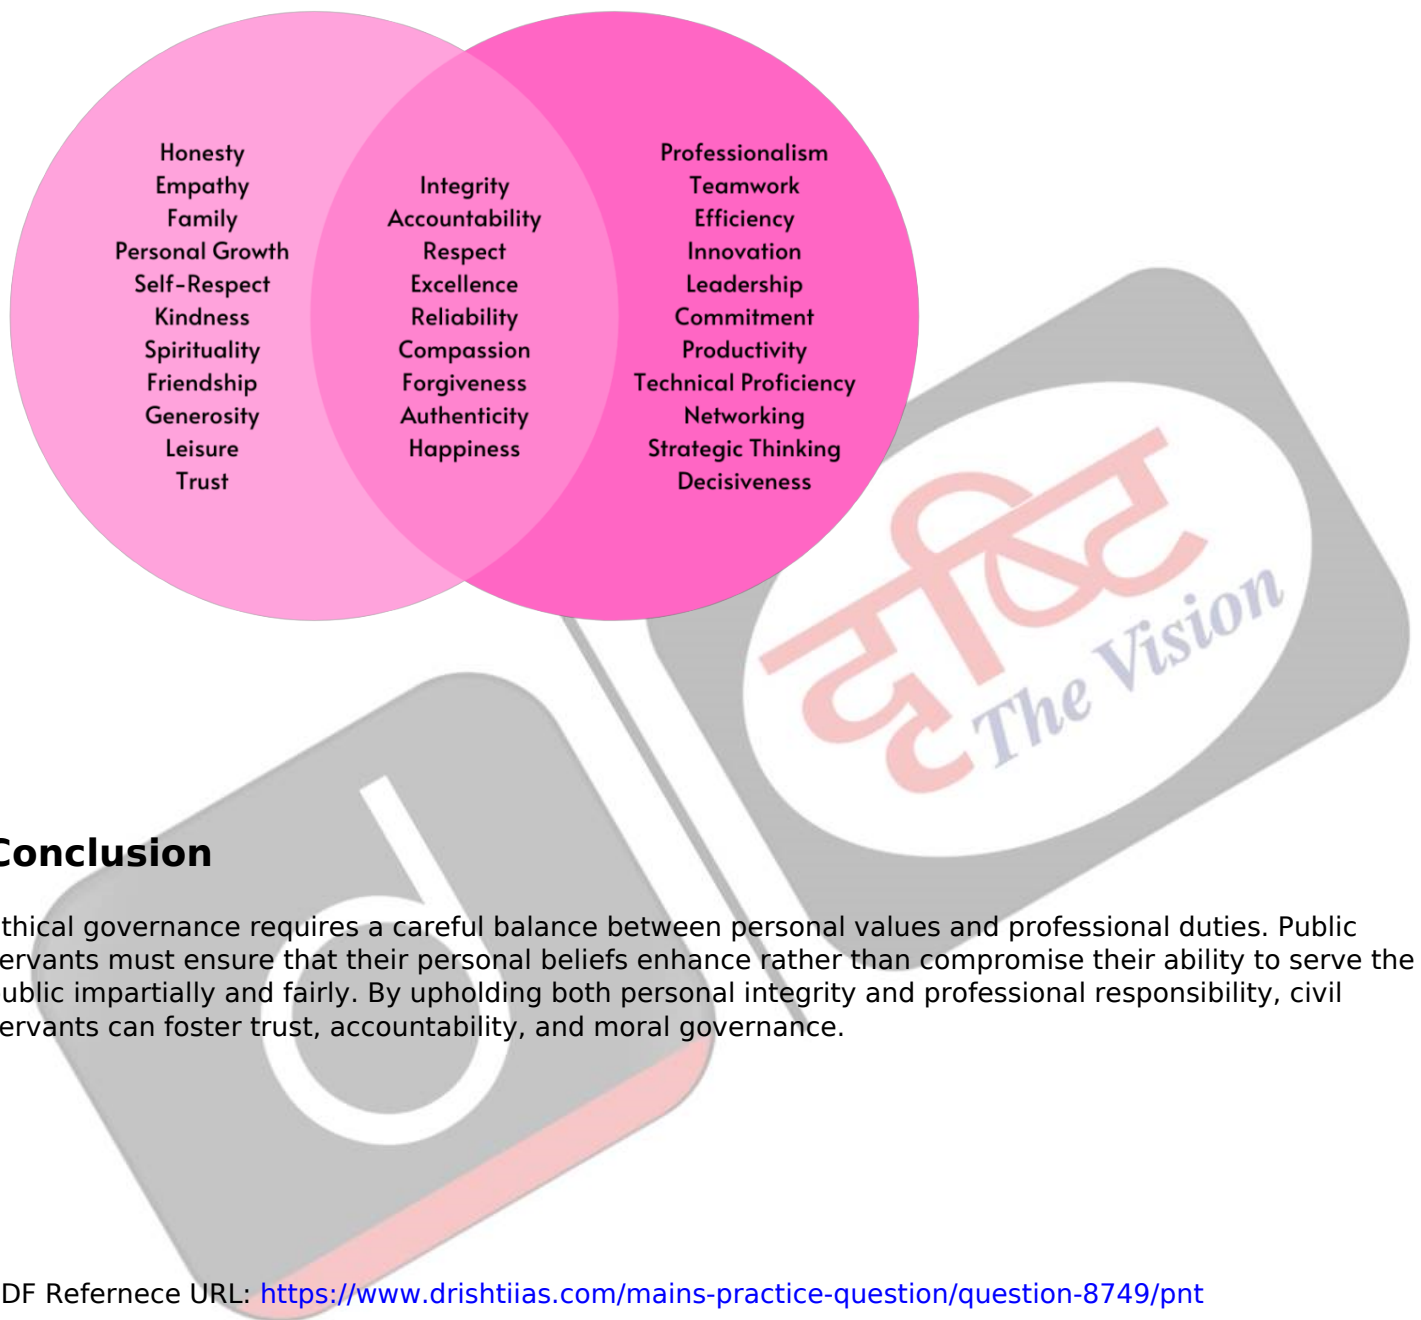 Honesty
Empathy
Family
Personal Growth
Self-Respect
Kindness
Spirituality
Friendship
Generosity
Leisure
Trust
Integrity
Accountability
Respect
Excellence
Reliability
Compassion
Forgiveness
Authenticity
Happiness
Professionalism
Teamwork
Efficiency
Innovation
Leadership
Commitment
Productivity
Technical Proficiency
Networking
Strategic Thinking
Decisiveness
दृष्टि
The Vision
d
Conclusion
thical governance requires a careful balance between personal values and professional duties. Public
ervants must ensure that their personal beliefs enhance rather than compromise their ability to serve the
ublic impartially and fairly. By upholding both personal integrity and professional responsibility, civil
ervants can foster trust, accountability, and moral governance.
DF Refernece URL: https://www.drishtiias.com/mains-practice-question/question-8749/pnt